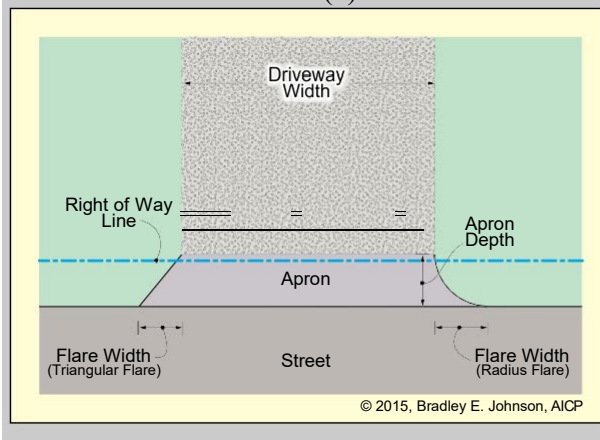 Driveway
Width
Right of Way
Line
Apron
Depth
Apron
Flare Width
(Triangular Flare)
Street
Flare Width
(Radius Flare)
© 2015, Bradley E. Johnson, AICP